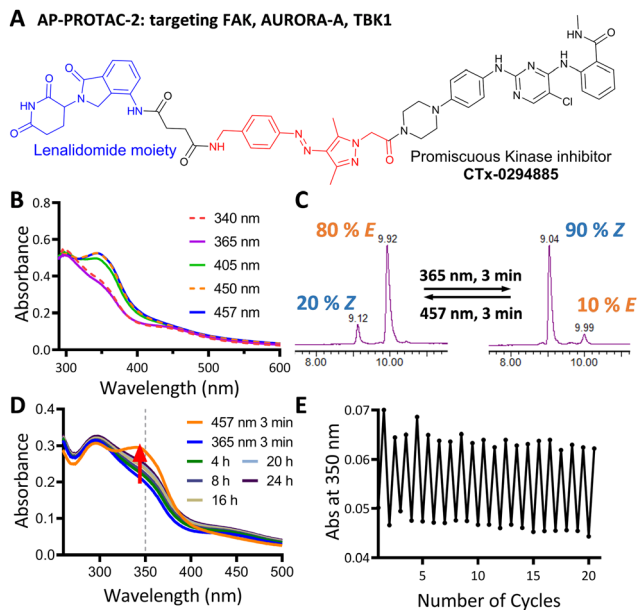 A AP-PROTAC-2: targeting FAK, AURORA-A, TBK1
O
N
O
NH
O
NH
O
O
NH
N
N
N
N
O
N
N
HN
N
N
HN
Cl
O
NH
Lenalidomide moiety
Promiscuous Kinase inhibitor
CTx-0294885
B
Absorbance
0.8
0.6
0.4
0.2
0.0
300 400 500 600
Wavelength (nm)
340 nm
365 nm
405 nm
450 nm
457 nm
C
80 % E
20 % Z
9.12
9.92
8.00 10.00
365 nm, 3 min
457 nm, 3 min
90 % Z
10 % E
9.04
9.99
8.00 10.00
D
Absorbance
0.4
0.3
0.2
0.1
0.0
300 350 400 450 500
Wavelength (nm)
457 nm 3 min
365 nm 3 min
4 h 20 h
8 h 24 h
16 h
E
Abs at 350 nm
0.07
0.06
0.05
0.04
5 10 15 20
Number of Cycles